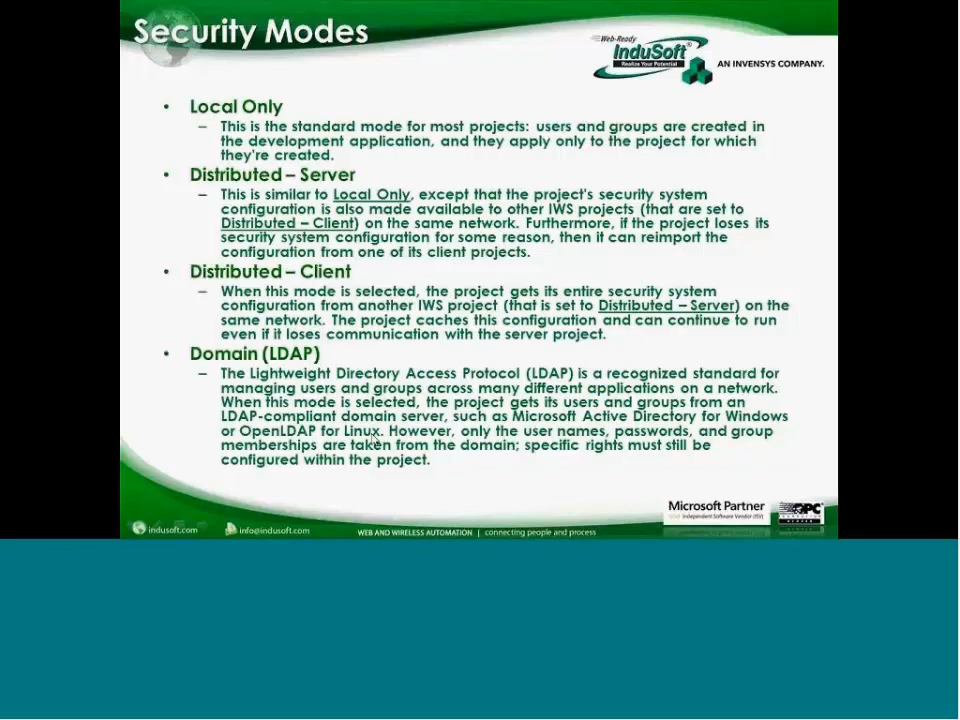 Security Modes
Web-Ready
InduSoft®
Realize Your Potential
AN INVENSYS COMPANY.
• Local Only
– This is the standard mode for most projects: users and groups are created in
the development application, and they apply only to the project for which
they're created.
• Distributed – Server
– This is similar to Local Only, except that the project's security system
configuration is also made available to other IWS projects (that are set to
Distributed – Client) on the same network. Furthermore, if the project loses its
security system configuration for some reason, then it can reimport the
configuration from one of its client projects.
• Distributed – Client
– When this mode is selected, the project gets its entire security system
configuration from another IWS project (that is set to Distributed – Server) on the
same network. The project caches this configuration and can continue to run
even if it loses communication with the server project.
• Domain (LDAP)
– The Lightweight Directory Access Protocol (LDAP) is a recognized standard for
managing users and groups across many different applications on a network.
When this mode is selected, the project gets its users and groups from an
LDAP-compliant domain server, such as Microsoft Active Directory for Windows
or OpenLDAP for Linux. However, only the user names, passwords, and group
memberships are taken from the domain; specific rights must still be
configured within the project.
indusoft.com
info@indusoft.com
WEB AND WIRELESS AUTOMATION | connecting people and process
Microsoft Partner
Independent Software Vendor (ISV)
OPC